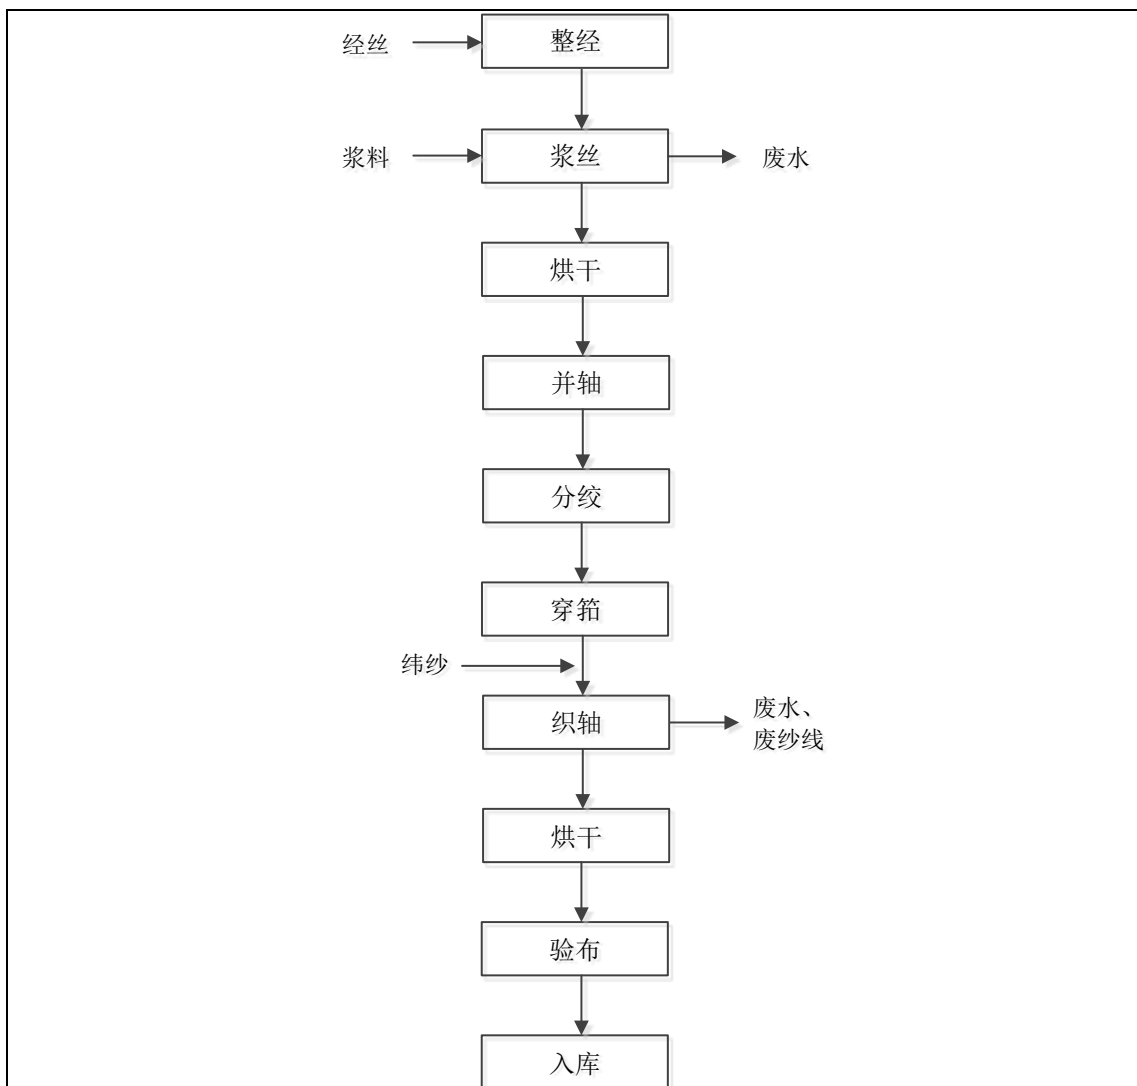 经丝
整经
浆料
浆丝
废水
烘干
并轴
分绞
穿筘
纬纱
织轴
废水、
废纱线
烘干
验布
入库